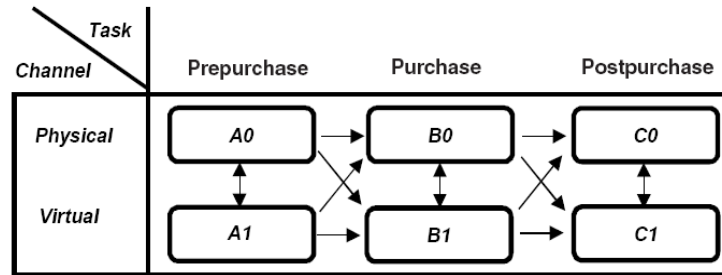 Task
Channel
Prepurchase Purchase Postpurchase
Physical A0 B0 C0
Virtual A1 B1 C1